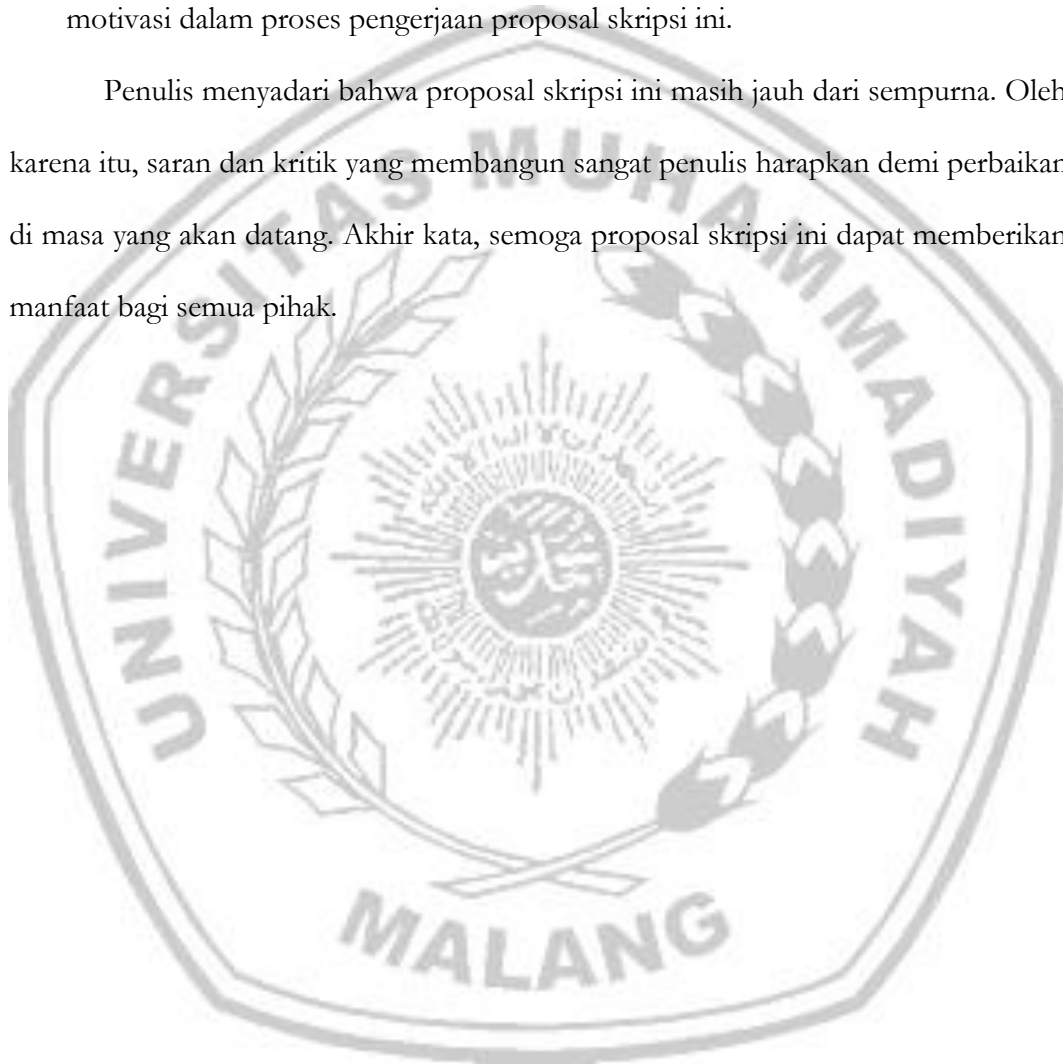 motivasi dalam proses pengerjaan proposal skripsi ini.
Penulis menyadari bahwa proposal skripsi ini masih jauh dari sempurna. Oleh
karena itu, saran dan kritik yang membangun sangat penulis harapkan demi perbaikan
di masa yang akan datang. Akhir kata, semoga proposal skripsi ini dapat memberikan
manfaat bagi semua pihak.
UNIVERSITAS MUHAMMADIYAH
MALANG